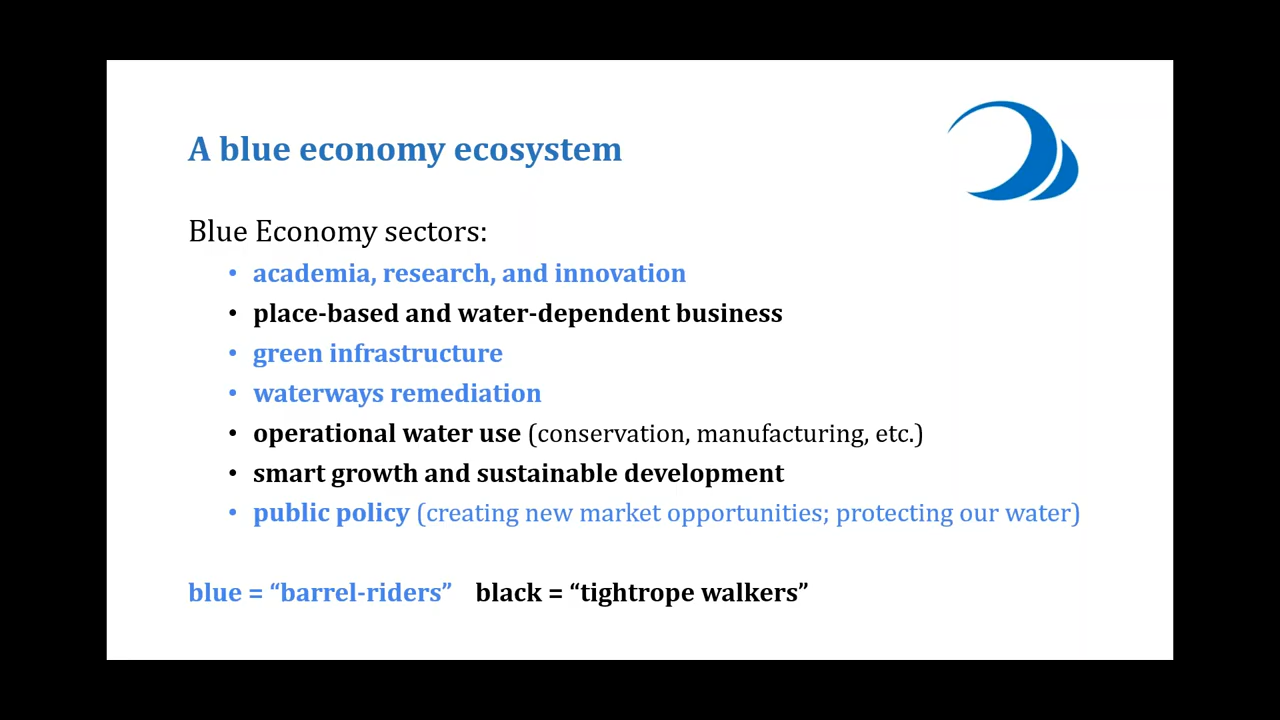 A blue economy ecosystem
Blue Economy sectors:
• academia, research, and innovation
• place-based and water-dependent business
• green infrastructure
• waterways remediation
• operational water use (conservation, manufacturing, etc.)
• smart growth and sustainable development
• public policy (creating new market opportunities; protecting our water)
blue = “barrel-riders” black = “tightrope walkers”